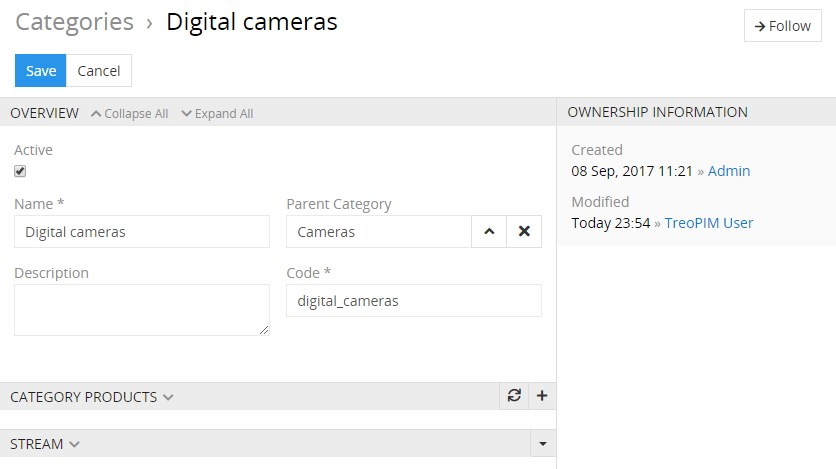 Categories › Digital cameras
Follow
Save Cancel
OVERVIEW Collapse All Expand All
Active
Name * Parent Category
Digital cameras Cameras
Description Code *
digital_cameras
CATEGORY PRODUCTS
STREAM
OWNERSHIP INFORMATION
Created
08 Sep, 2017 11:21 » Admin
Modified
Today 23:54 » TreoPIM User